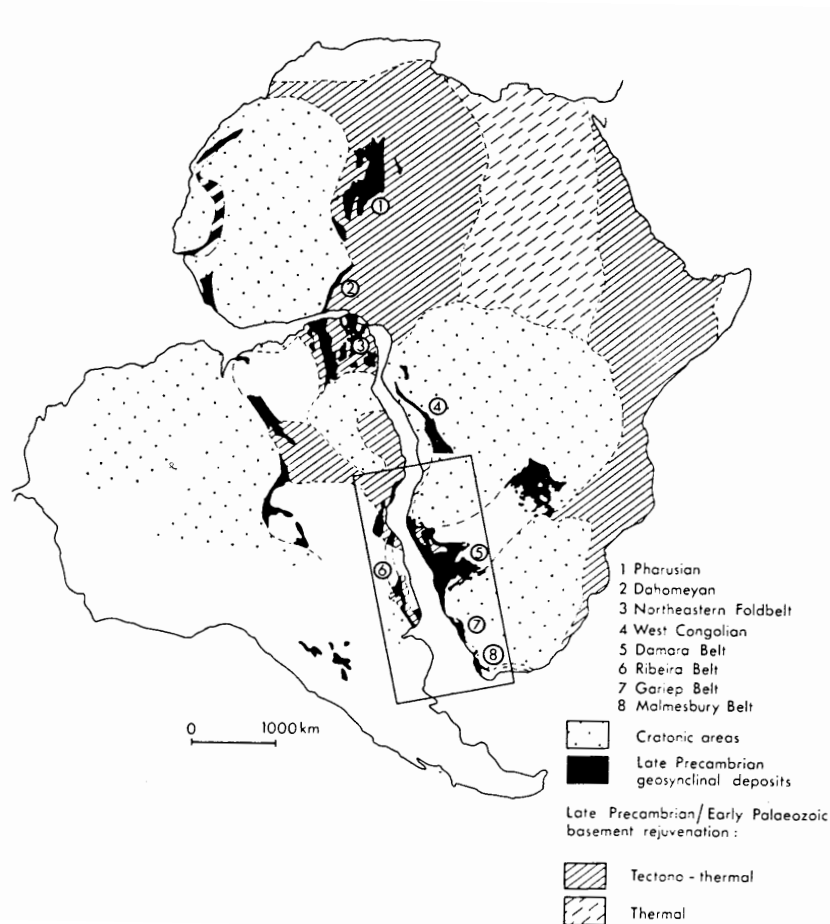 1
2
3
4
5
6
7
8
1 Pharusian
2 Dahomeyan
3 Northeastern Foldbelt
4 West Congolian
5 Damara Belt
6 Ribeira Belt
7 Gariep Belt
8 Malmesbury Belt
0 1000 km
Cratonic areas
Late Precambrian
geosynclinal deposits
Late Precambrian/Early Palaeozoic
basement rejuvenation :
Tectono - thermal
Thermal